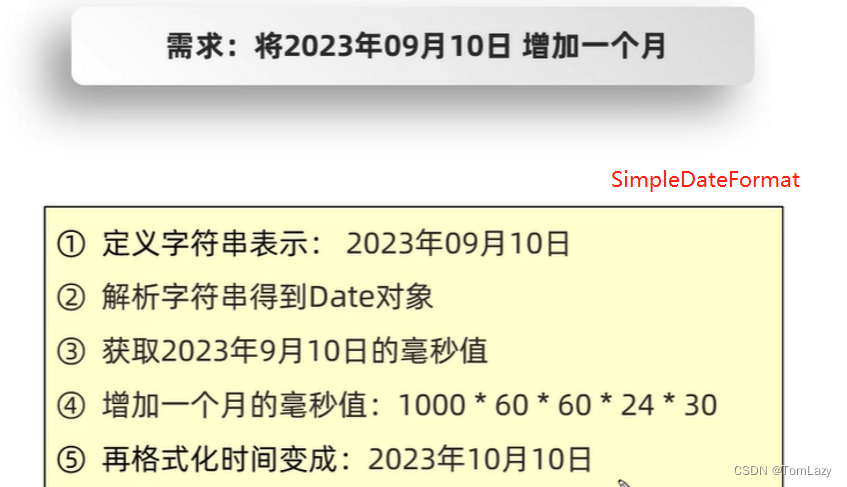 需求：将2023年09月10日 增加一个月
SimpleDateFormat
① 定义字符串表示： 2023年09月10日
② 解析字符串得到Date对象
③ 获取2023年9月10日的毫秒值
④ 增加一个月的毫秒值：1000 * 60 * 60 * 24 * 30
⑤ 再格式化时间变成：2023年10月10日
CSDN @TomLazy